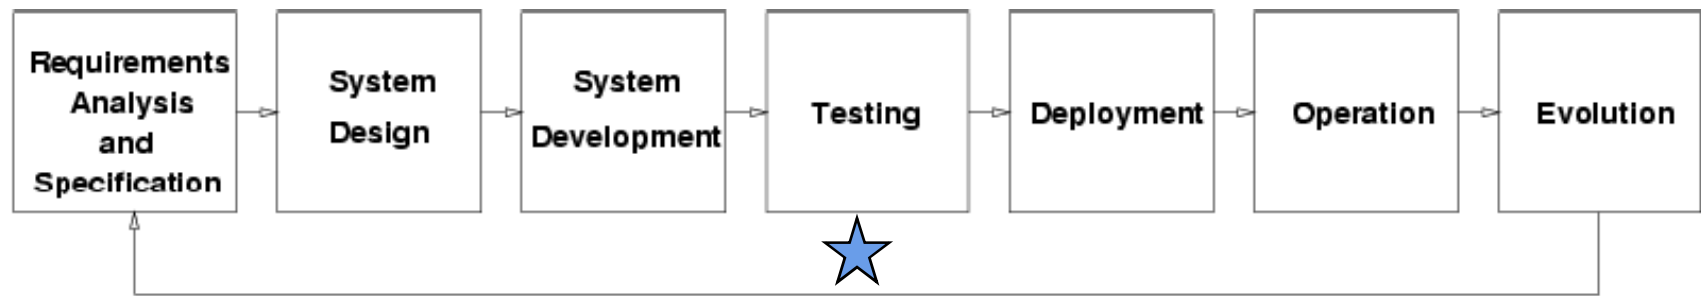 Requirements
Analysis
and
Specification
System
Design
System
Development
Testing
Deployment
Operation
Evolution